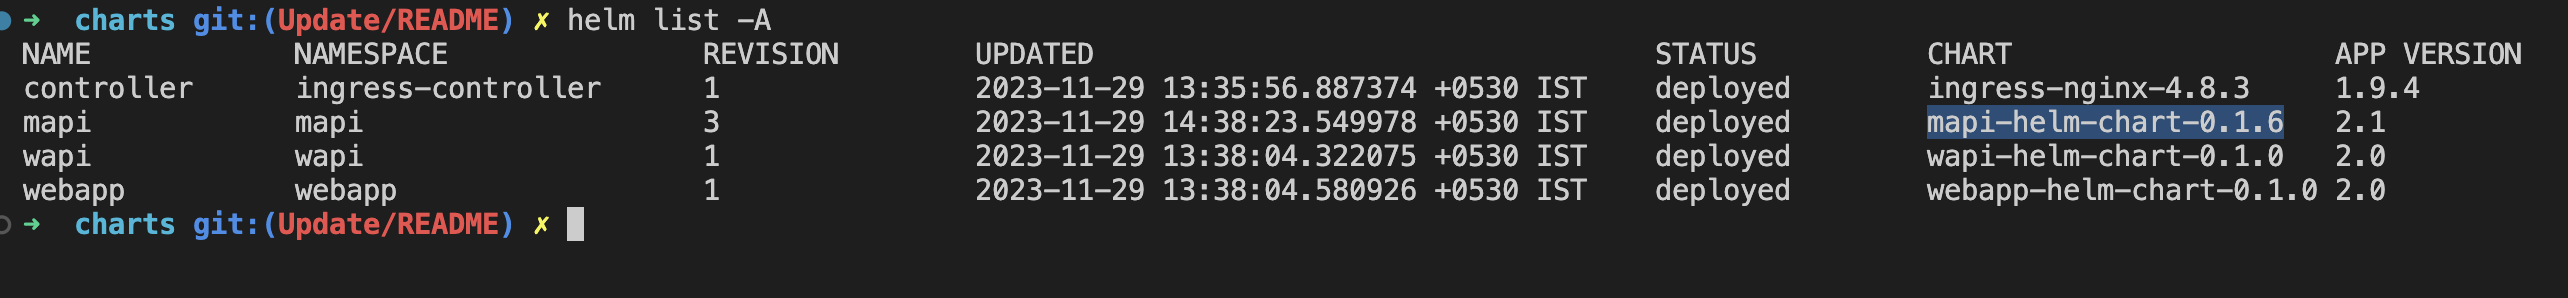 ➜ charts git:(Update/README) ✗ helm list -A
NAME NAMESPACE REVISION UPDATED STATUS CHART APP VERSION
controller ingress-controller 1 2023-11-29 13:35:56.887374 +0530 IST deployed ingress-nginx-4.8.3 1.9.4
mapi mapi 3 2023-11-29 14:38:23.549978 +0530 IST deployed mapi-helm-chart-0.1.6 2.1
wapi wapi 1 2023-11-29 13:38:04.322075 +0530 IST deployed wapi-helm-chart-0.1.0 2.0
webapp webapp 1 2023-11-29 13:38:04.580926 +0530 IST deployed webapp-helm-chart-0.1.0 2.0
➜ charts git:(Update/README) ✗